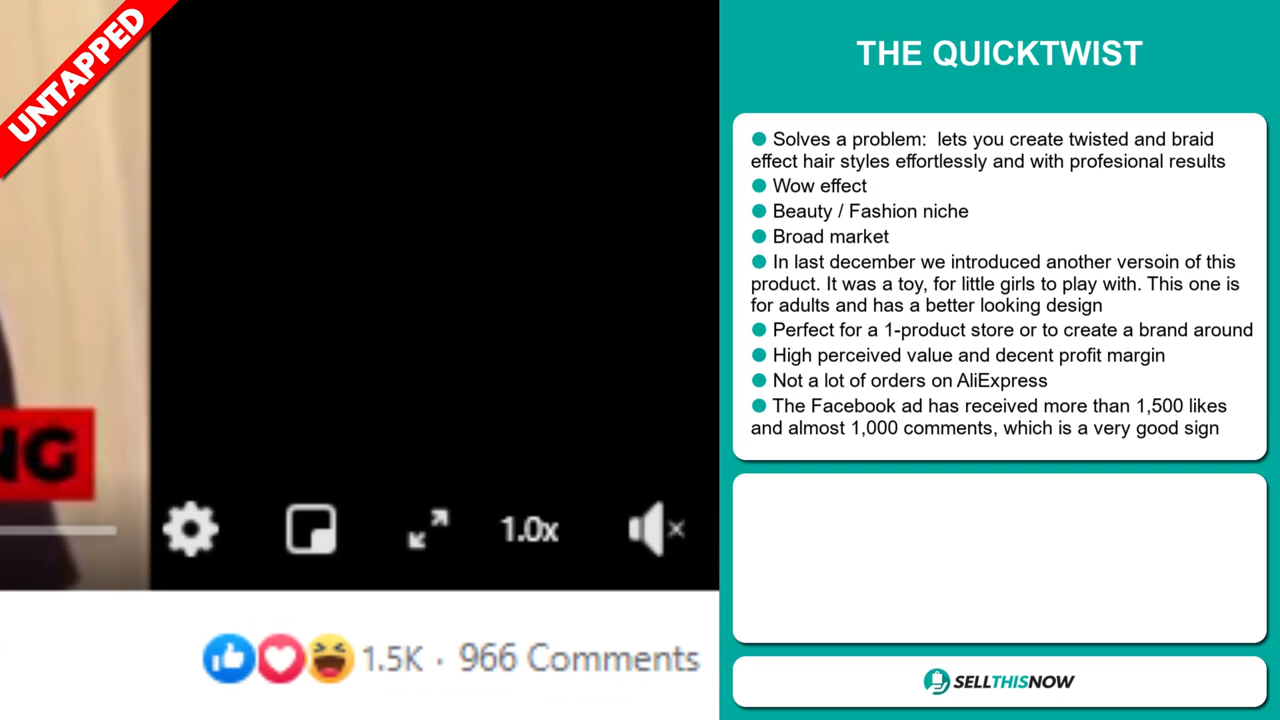 UNTAPPED
NG
1.0x
1.5K · 966 Comments
THE QUICKTWIST
Solves a problem:  lets you create twisted and braid
effect hair styles effortlessly and with profesional results
Wow effect
Beauty / Fashion niche
Broad market
In last december we introduced another versoin of this
product. It was a toy, for little girls to play with. This one is
for adults and has a better looking design
Perfect for a 1-product store or to create a brand around
High perceived value and decent profit margin
Not a lot of orders on AliExpress
The Facebook ad has received more than 1,500 likes
and almost 1,000 comments, which is a very good sign
SELLTHISNOW